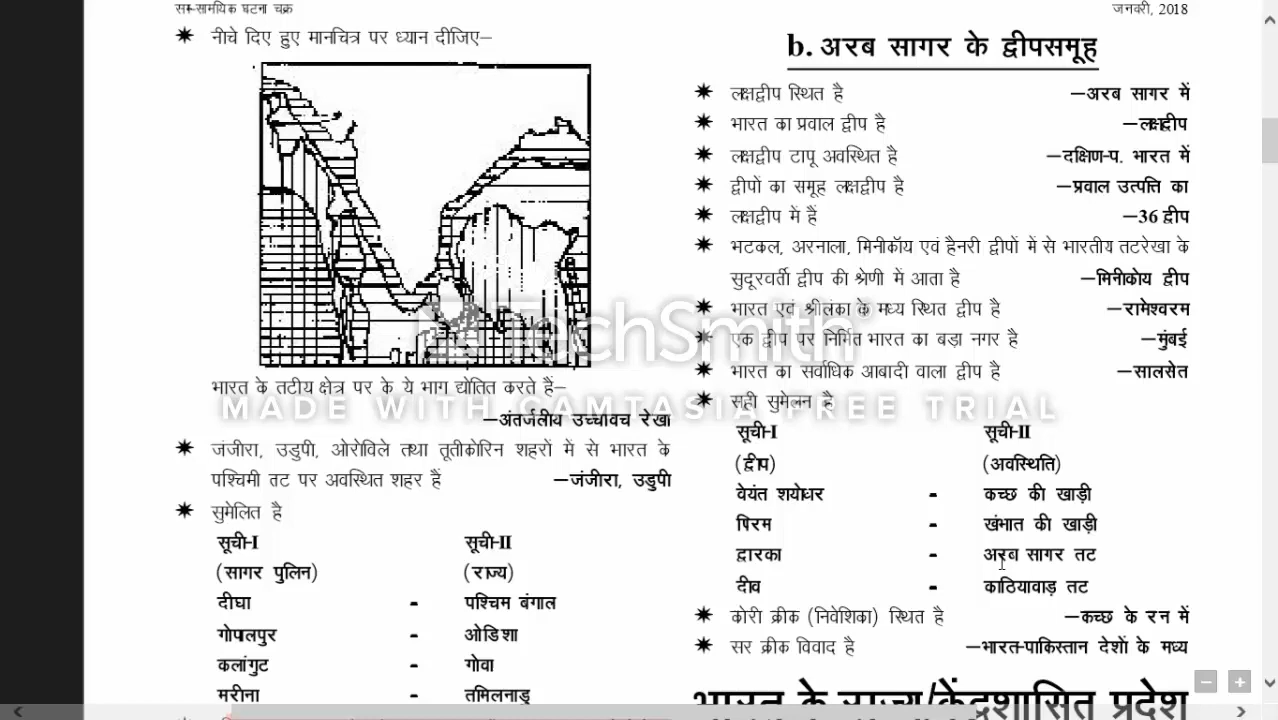 सम-सामयिक घटना चक्र
जनवरी, 2018
नीचे दिए हुए मानचित्र पर ध्यान दीजिए–
भारत के तटीय क्षेत्र पर के ये भाग द्योतित करते हैं–
–अंतर्जलीय उच्चावच रेखा
जंजीरा, उडुपी, ओरोविले तथा तूतीकोरिन शहरों में से भारत के
पश्चिमी तट पर अवस्थित शहर हैं –जंजीरा, उडुपी
सुमेलित है
सूची-I सूची-II
(सागर पुलिन) (राज्य)
दीघा - पश्चिम बंगाल
गोपालपुर - ओडिशा
कलांगुट - गोवा
मरीना - तमिलनाडु
b. अरब सागर के द्वीपसमूह
लक्षद्वीप स्थित है –अरब सागर में
भारत का प्रवाल द्वीप है –लक्षद्वीप
लक्षद्वीप टापू अवस्थित है –दक्षिण-प. भारत में
द्वीपों का समूह लक्षद्वीप है –प्रवाल उत्पत्ति का
लक्षद्वीप में हैं –36 द्वीप
भटकल, अरनाला, मिनीकॉय एवं हैनरी द्वीपों में से भारतीय तटरेखा के
सुदूरवर्ती द्वीप की श्रेणी में आता है –मिनीकोय द्वीप
भारत एवं श्रीलंका के मध्य स्थित द्वीप है –रामेश्वरम
एक द्वीप पर निर्मित भारत का बड़ा नगर है –मुंबई
भारत का सर्वाधिक आबादी वाला द्वीप है –सालसेत
सही सुमेलन है
सूची-I सूची-II
(द्वीप) (अवस्थिति)
वेयंत शयोधर - कच्छ की खाड़ी
पिरम - खंभात की खाड़ी
द्वारका - अरब सागर तट
दीव - काठियावाड़ तट
कोरी क्रीक (निवेशिका) स्थित है –कच्छ के रन में
सर क्रीक विवाद है –भारत-पाकिस्तान देशों के मध्य
भारत के राज्य/केंद्रशासित प्रदेश
TechSmith
MADE WITH CAMTASIA FREE TRIAL